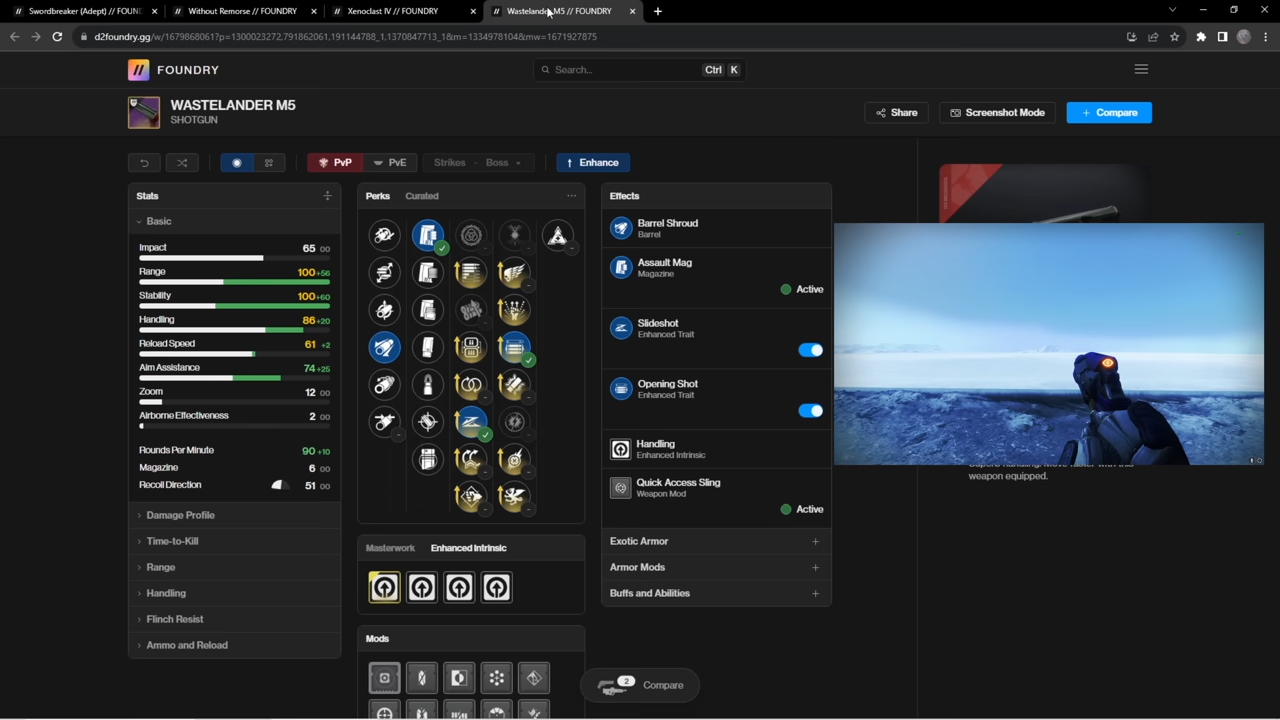 Swordbreaker (Adept) // FOUND
Without Remorse // FOUNDRY
Xenoclast IV // FOUNDRY
Wastelander M5 // FOUNDRY
d2foundry.gg/w/1679868061?p=1300023272,791862061,191144788_1,1370847713_1&m=1334978104&mw=1671927875
FOUNDRY
Search...
Ctrl K
WASTELANDER M5
SHOTGUN
Share
Screenshot Mode
Compare
PvP
PvE
Strikes - Boss
Enhance
Stats
Basic
Impact 65 00
Range 100 +56
Stability 100 +60
Handling 86 +20
Reload Speed 61 +2
Aim Assistance 74 +25
Zoom 12 00
Airborne Effectiveness 2 00
Rounds Per Minute 90 +10
Magazine 6 00
Recoil Direction 51 00
Damage Profile
Time-to-Kill
Range
Handling
Flinch Resist
Ammo and Reload
Perks Curated
Masterwork Enhanced Intrinsic
Mods
Effects
Barrel Shroud
Barrel
Assault Mag
Magazine
Active
Slideshot
Enhanced Trait
Opening Shot
Enhanced Trait
Handling
Enhanced Intrinsic
Quick Access Sling
Weapon Mod
Active
Exotic Armor
Armor Mods
Buffs and Abilities
weapon equipped.
2 Compare